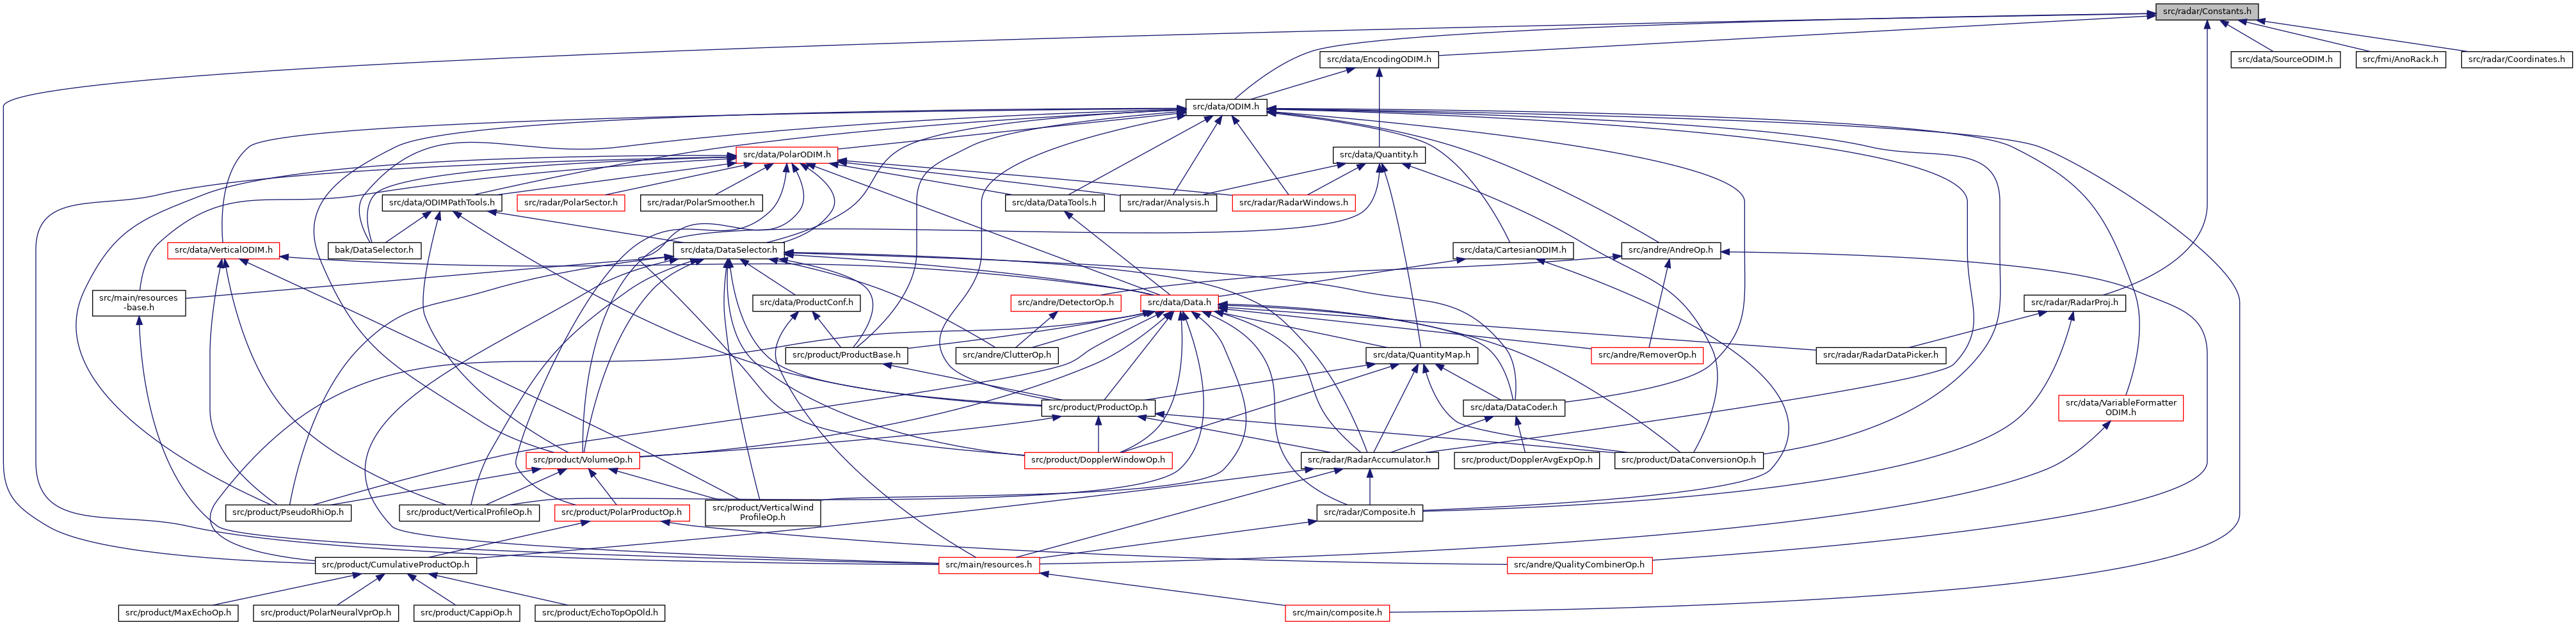 src/radar/Constants.h
src/data/EncodingODIM.h
src/data/SourceODIM.h
src/fmi/AnoRack.h
src/radar/Coordinates.h
src/data/ODIM.h
src/data/PolarODIM.h
src/data/Quantity.h
src/data/ODIMPathTools.h
src/radar/PolarSector.h
src/radar/PolarSmoother.h
src/data/DataTools.h
src/radar/Analysis.h
src/radar/RadarWindows.h
src/data/VerticalODIM.h
bak/DataSelector.h
src/data/DataSelector.h
src/data/CartesianODIM.h
src/andre/AndreOp.h
src/main/resources
-base.h
src/data/ProductConf.h
src/andre/DetectorOp.h
src/data/Data.h
src/radar/RadarProj.h
src/product/ProductBase.h
src/andre/ClutterOp.h
src/data/QuantityMap.h
src/andre/RemoverOp.h
src/radar/RadarDataPicker.h
src/product/ProductOp.h
src/data/DataCoder.h
src/data/VariableFormatter
ODIM.h
src/product/VolumeOp.h
src/product/DopplerWindowOp.h
src/radar/RadarAccumulator.h
src/product/DopplerAvgExpOp.h
src/product/DataConversionOp.h
src/product/PseudoRhiOp.h
src/product/VerticalProfileOp.h
src/product/PolarProductOp.h
src/product/VerticalWind
ProfileOp.h
src/radar/Composite.h
src/product/CumulativeProductOp.h
src/main/resources.h
src/andre/QualityCombinerOp.h
src/product/MaxEchoOp.h
src/product/PolarNeuralVprOp.h
src/product/CappiOp.h
src/product/EchoTopOpOld.h
src/main/composite.h